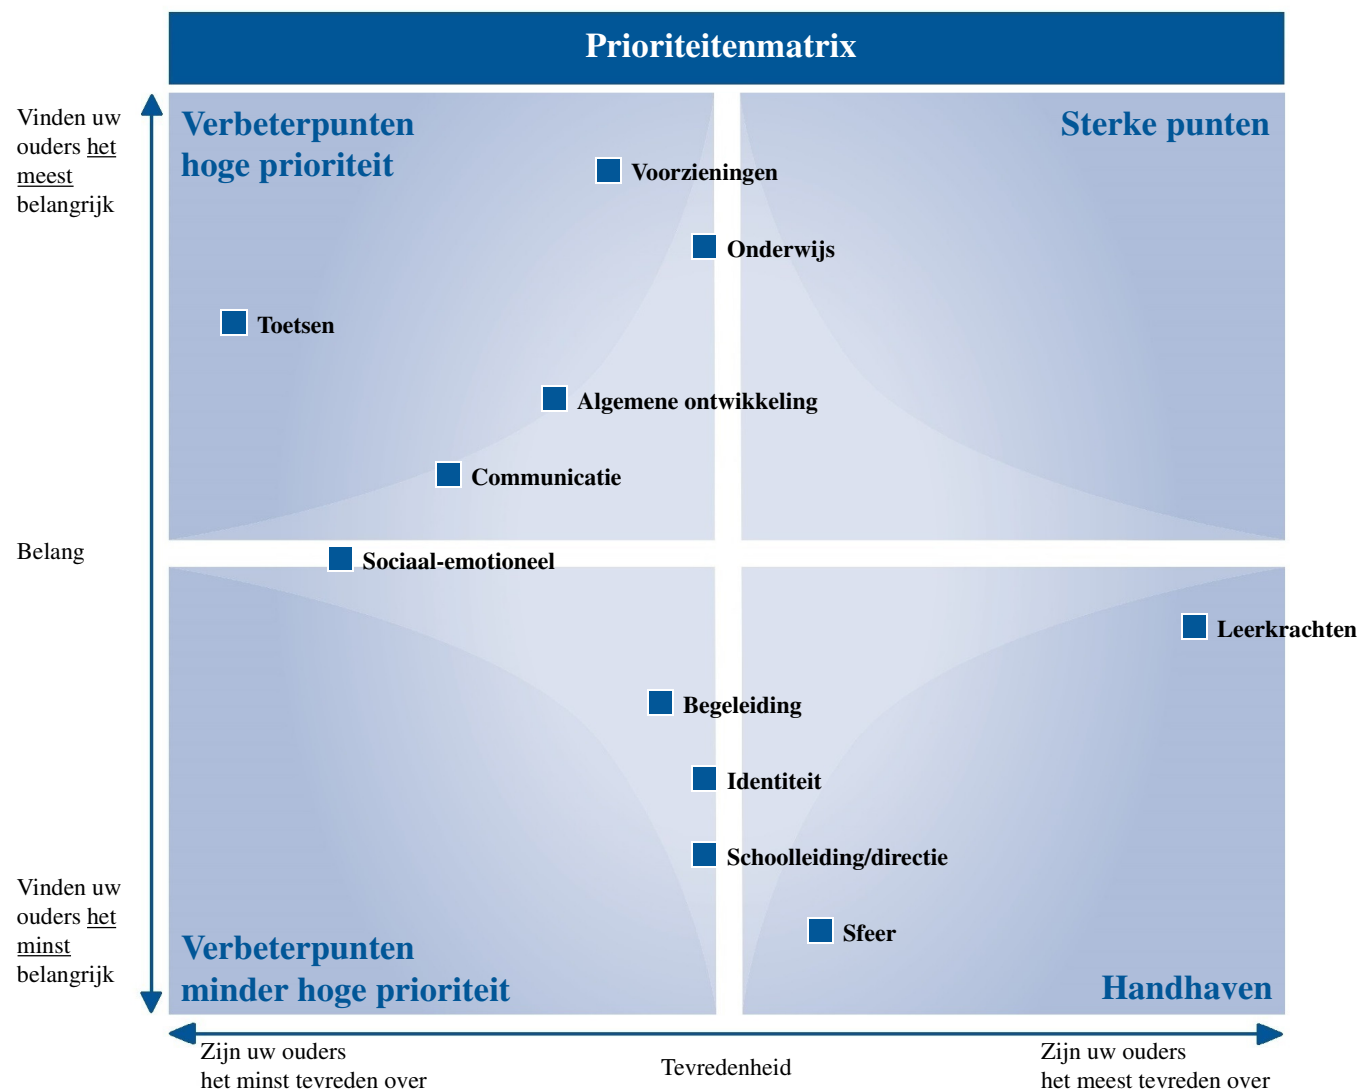 Prioriteitenmatrix
Vinden uw
ouders het
meest
belangrijk
Verbeterpunten
hoge prioriteit
Sterke punten
Voorzieningen
Onderwijs
Toetsen
Algemene ontwikkeling
Communicatie
Belang
Sociaal-emotioneel
Leerkrachten
Begeleiding
Identiteit
Schoolleiding/directie
Vinden uw
ouders het
minst
belangrijk
Sfeer
Verbeterpunten
minder hoge prioriteit
Handhaven
Zijn uw ouders
het minst tevreden over
Tevredenheid
Zijn uw ouders
het meest tevreden over